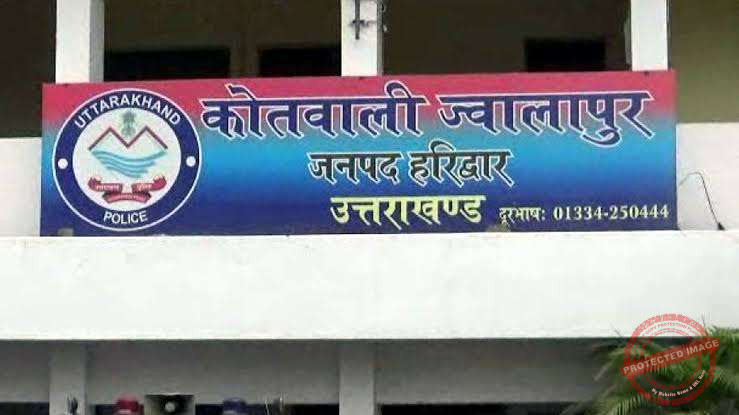 UTTARAKHAND
POLICE
कोतवाली ज्वालापुर
जनपद हरिद्वार
उत्तराखण्ड दूरभाष: 01334-250444
PROTECTED IMAGE